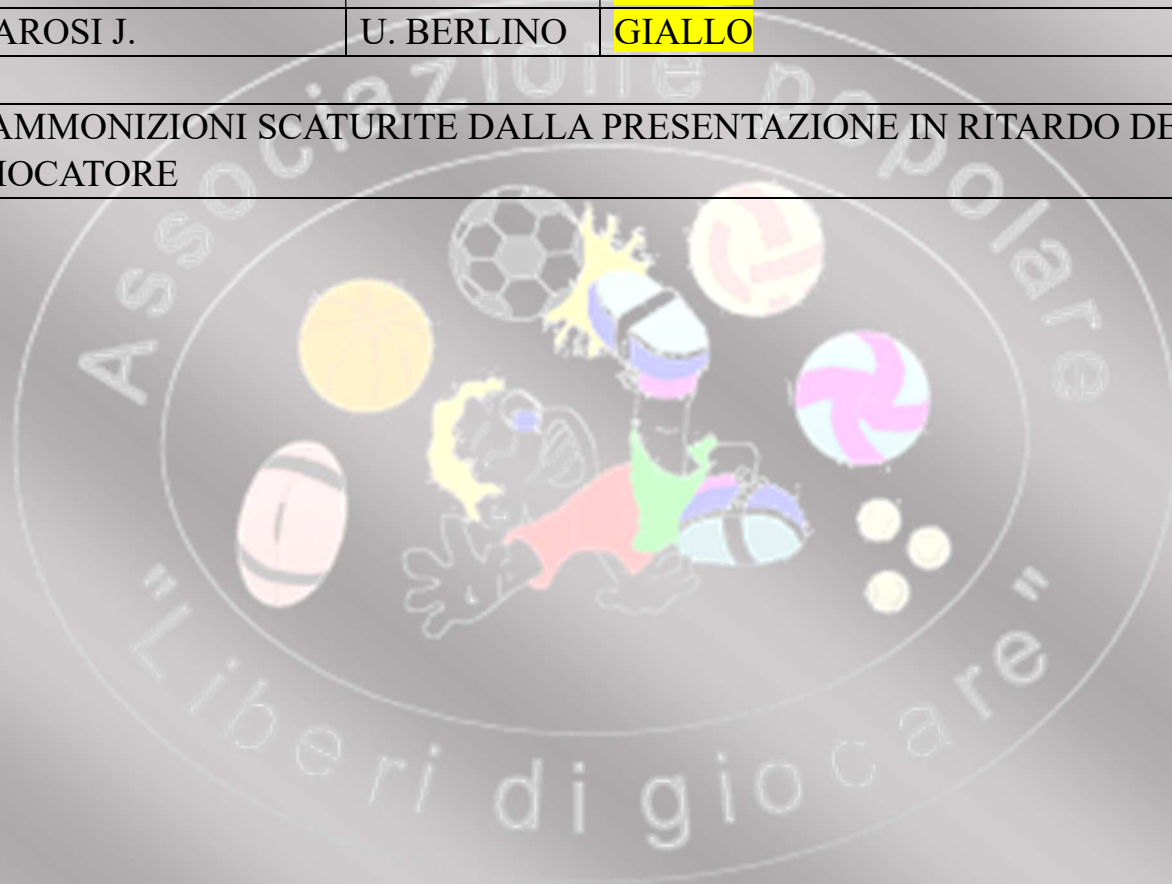 AROSI J. U. BERLINO GIALLO
AMMONIZIONI SCATURITE DALLA PRESENTAZIONE IN RITARDO DE
IOCATORE
Associazione popolare
"Liberi di giocare"